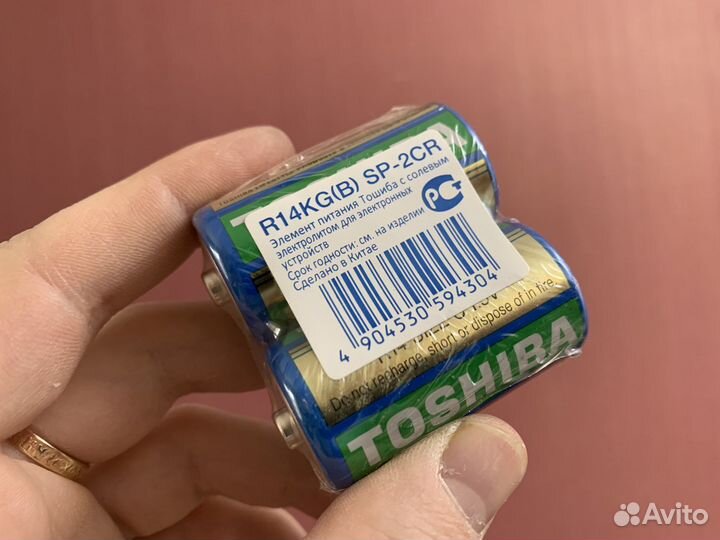 R14KG(B) SP-2CR
Элемент питания Тошиба с солевым
электролитом для электронных
устройств
Срок годности: см. на изделии
Сделано в Китае
РСТ
4 904530 594304
Do not recharge, short or dispose of in fire.
TOSHIBA
Avito